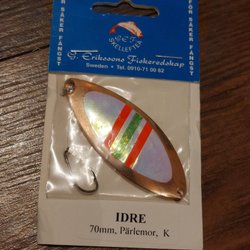 FÖR SÄKER FÅNGST
G.E.F.
SKELLEFTEÅ
G. Erikssons Fiskeredskap
Sweden • Tel. 0910-71 00 82
FÖR SÄKER FÅNGST
IDRE
70mm, Pärlemor, K